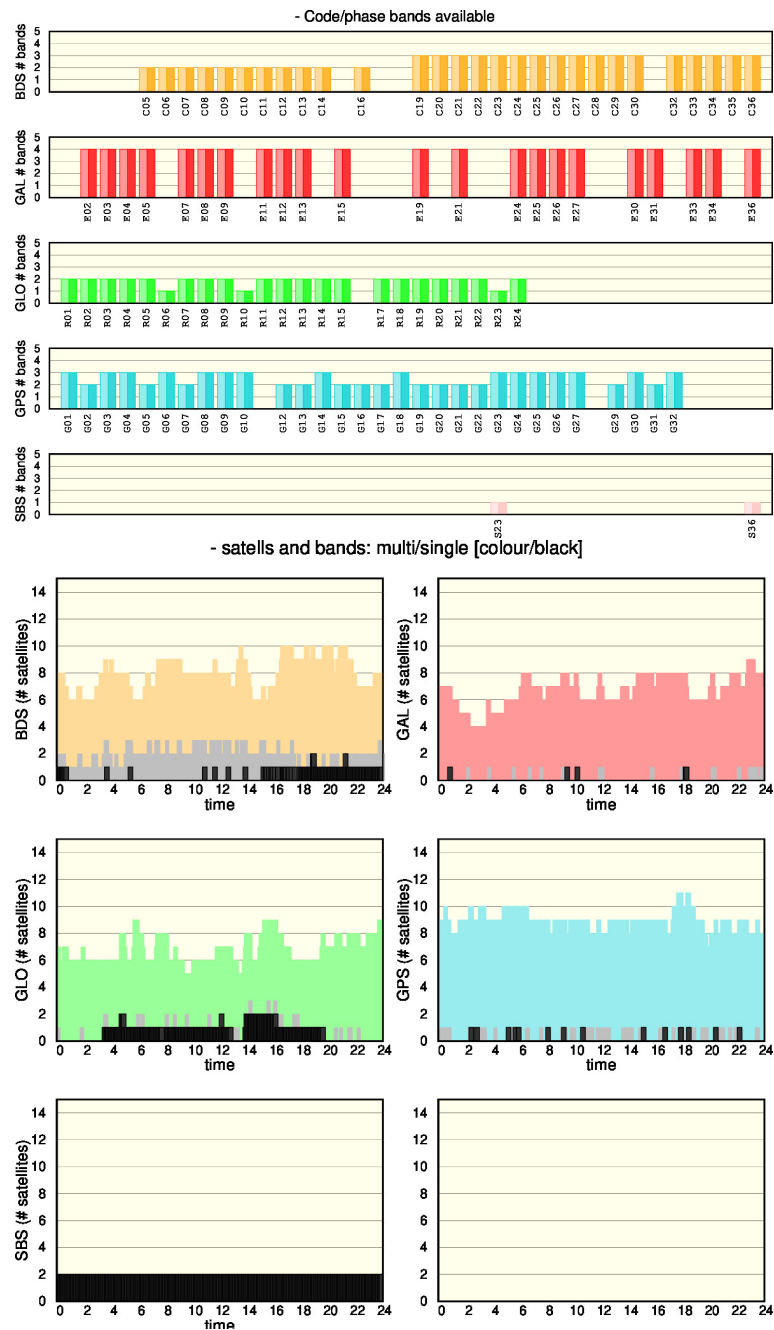 - Code/phase bands available
BDS # bands
5
4
3
2
1
0
C05 C06 C07 C08 C09 C10 C11 C12 C13 C14 C16 C19 C20 C21 C22 C23 C24 C25 C26 C27 C28 C29 C30 C32 C33 C34 C35 C36
GAL # bands
5
4
3
2
1
0
E02 E03 E04 E05 E07 E08 E09 E11 E12 E13 E15 E19 E21 E24 E25 E26 E27 E30 E31 E33 E34 E36
GLO # bands
5
4
3
2
1
0
R01 R02 R03 R04 R05 R06 R07 R08 R09 R10 R11 R12 R13 R14 R15 R17 R18 R19 R20 R21 R22 R23 R24
GPS # bands
5
4
3
2
1
0
G01 G02 G03 G04 G05 G06 G07 G08 G09 G10 G12 G13 G14 G15 G16 G17 G18 G19 G20 G21 G22 G23 G24 G25 G26 G27 G29 G30 G31 G32
SBS # bands
5
4
3
2
1
0
S23 S36
- satells and bands: multi/single [colour/black]
BDS (# satellites)
14
12
10
8
6
4
2
0
0 2 4 6 8 10 12 14 16 18 20 22 24
time
GAL (# satellites)
14
12
10
8
6
4
2
0
0 2 4 6 8 10 12 14 16 18 20 22 24
time
GLO (# satellites)
14
12
10
8
6
4
2
0
0 2 4 6 8 10 12 14 16 18 20 22 24
time
GPS (# satellites)
14
12
10
8
6
4
2
0
0 2 4 6 8 10 12 14 16 18 20 22 24
time
SBS (# satellites)
14
12
10
8
6
4
2
0
0 2 4 6 8 10 12 14 16 18 20 22 24
time
14
12
10
8
6
4
2
0
0 2 4 6 8 10 12 14 16 18 20 22 24